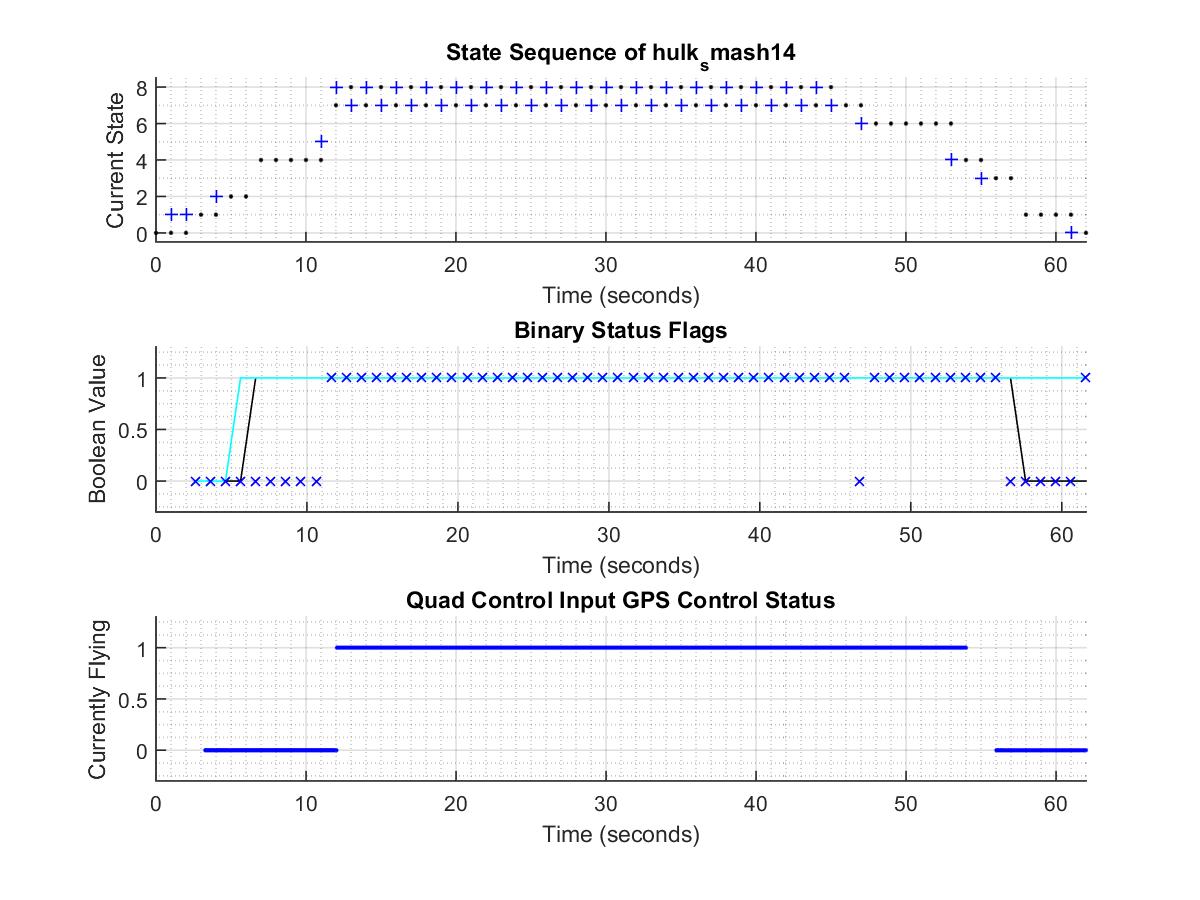 State Sequence of hulksmash14
8
6
4
2
0
Current State
0 10 20 30 40 50 60
Time (seconds)
Binary Status Flags
1
0.5
0
Boolean Value
0 10 20 30 40 50 60
Time (seconds)
Quad Control Input GPS Control Status
1
0.5
0
Currently Flying
0 10 20 30 40 50 60
Time (seconds)